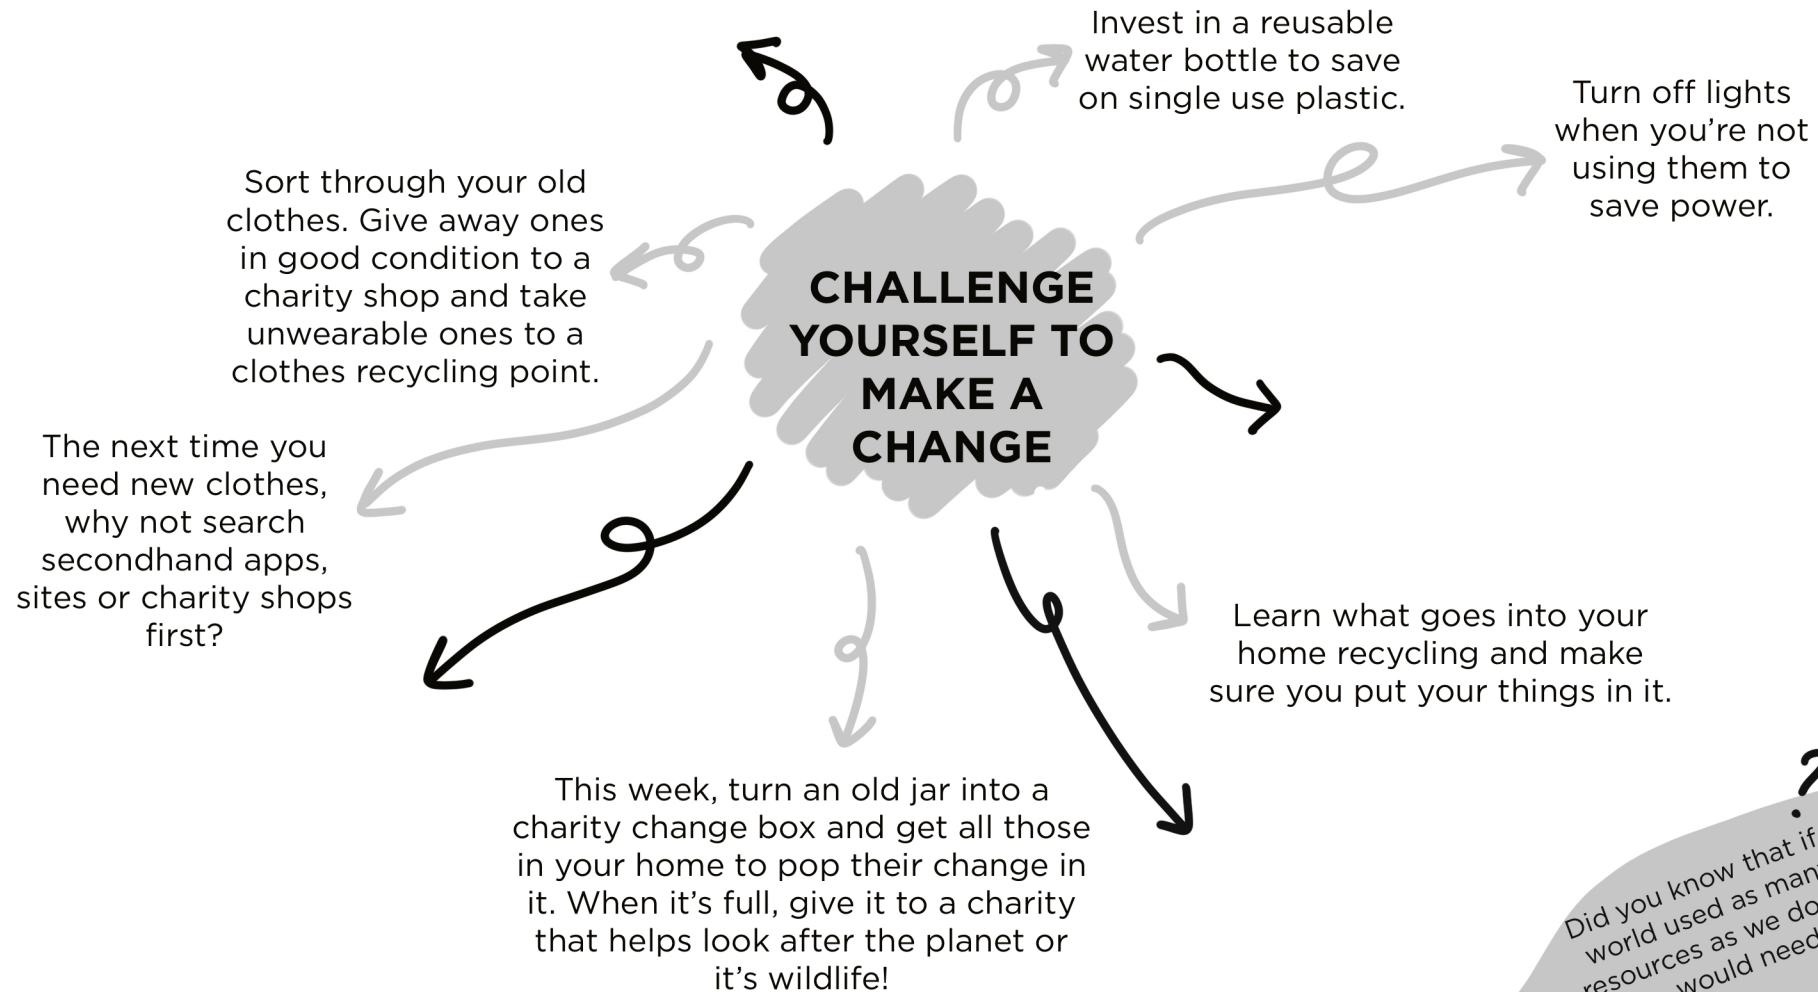 Invest in a reusable
water bottle to save
on single use plastic.
Turn off lights
when you’re not
using them to
save power.
Sort through your old
clothes. Give away ones
in good condition to a
charity shop and take
unwearable ones to a
clothes recycling point.
CHALLENGE
YOURSELF TO
MAKE A
CHANGE
The next time you
need new clothes,
why not search
secondhand apps,
sites or charity shops
first?
Learn what goes into your
home recycling and make
sure you put your things in it.
This week, turn an old jar into a
charity change box and get all those
in your home to pop their change in
it. When it’s full, give it to a charity
that helps look after the planet or
it’s wildlife!
Did you know that if
world used as many
resources as we do
would need